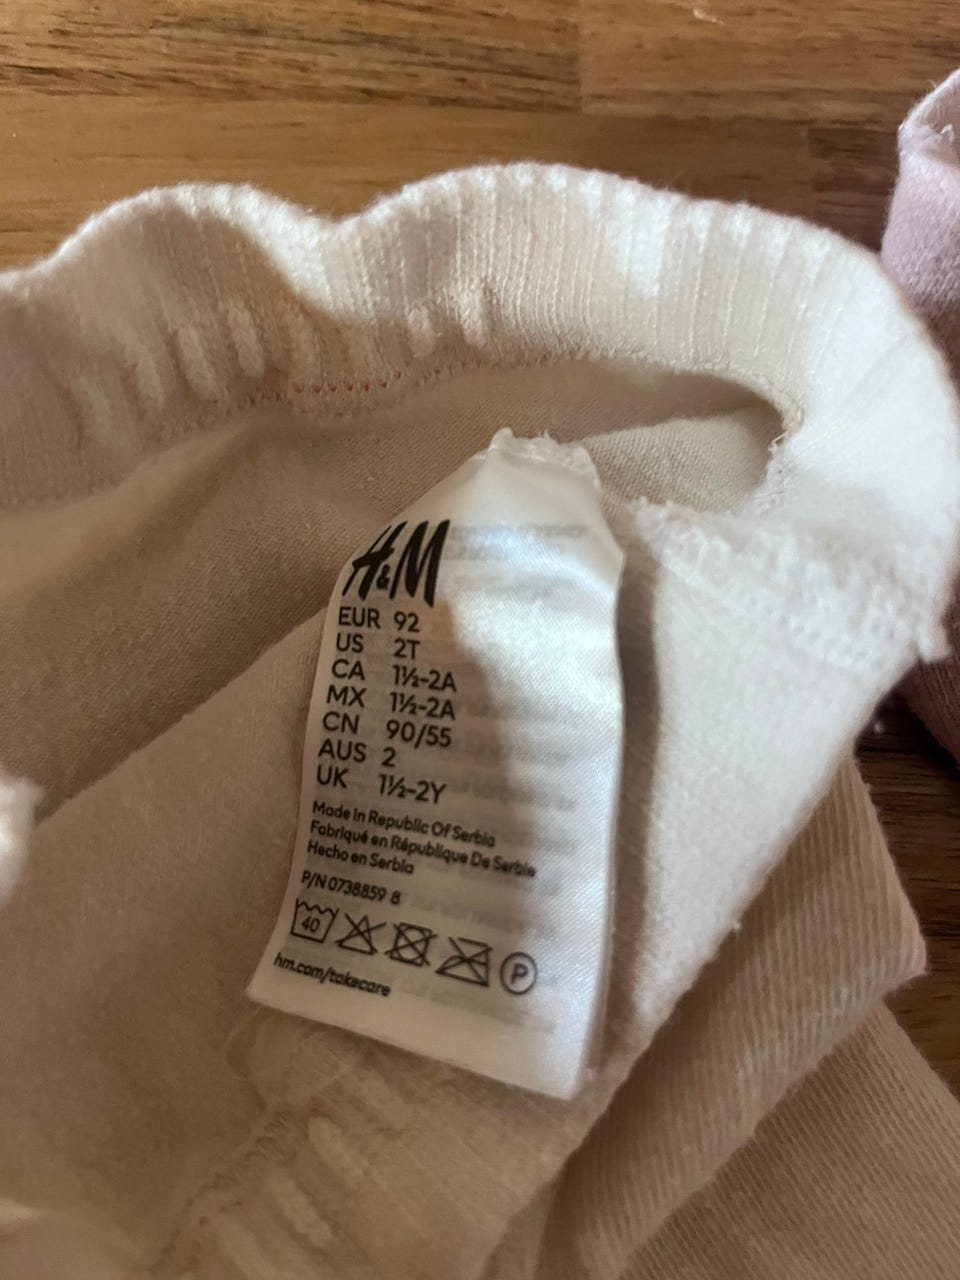 H&M
EUR 92
US 2T
CA 1½-2A
MX 1½-2A
CN 90/55
AUS 2
UK 1½-2Y
Made in Republic Of Serbia
Fabriqué en République De Serbie
Hecho en Serbia
P/N 0738859 8
40
P
hm.com/takecare